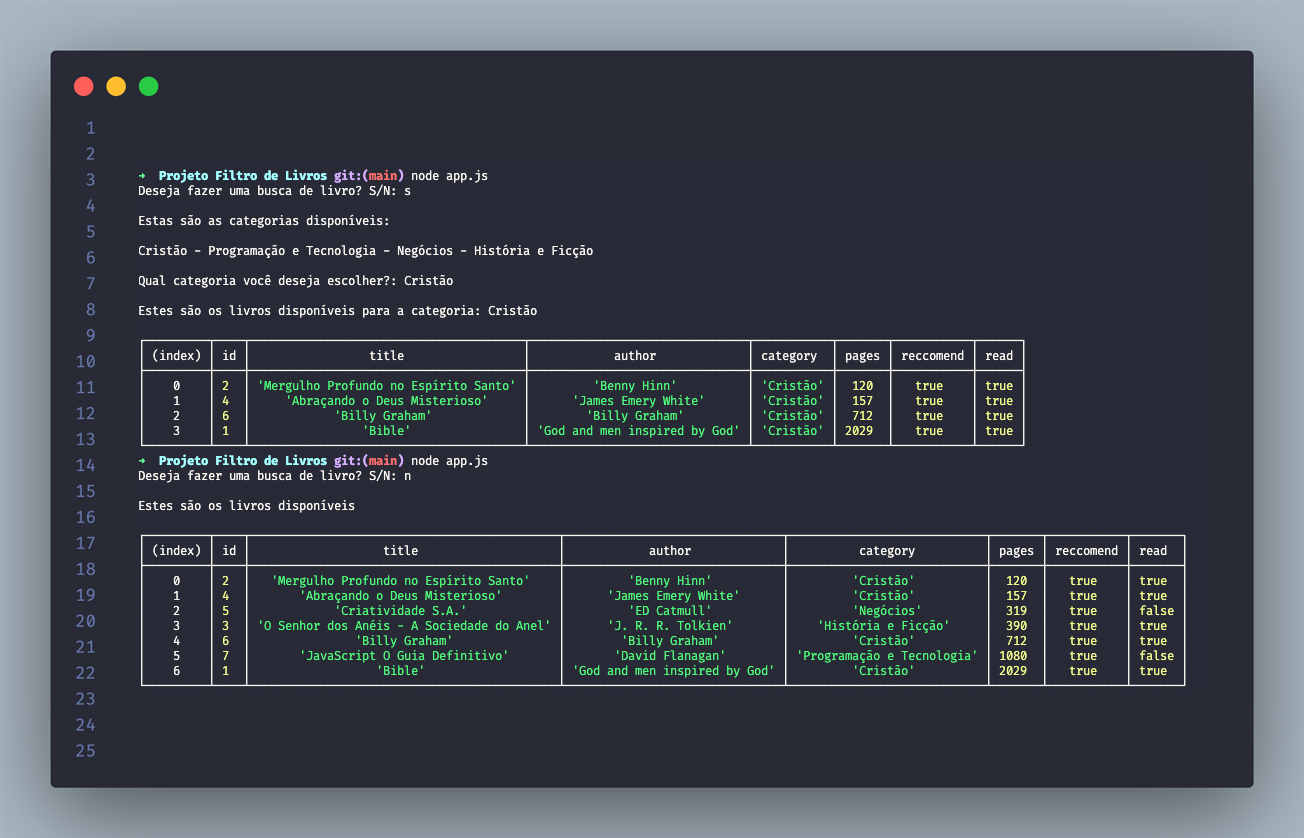 1
2
3
4
5
6
7
8
9
10
11
12
13
14
15
16
17
18
19
20
21
22
23
24
25
➜ Projeto Filtro de Livros git:(main) node app.js
Deseja fazer uma busca de livro? S/N: s
Estas são as categorias disponíveis:
Cristão - Programação e Tecnologia - Negócios - História e Ficção
Qual categoria você deseja escolher?: Cristão
Estes são os livros disponíveis para a categoria: Cristão
(index) id title author category pages reccomend read
0 2 'Mergulho Profundo no Espírito Santo' 'Benny Hinn' 'Cristão' 120 true true
1 4 'Abraçando o Deus Misterioso' 'James Emery White' 'Cristão' 157 true true
2 6 'Billy Graham' 'Billy Graham' 'Cristão' 712 true true
3 1 'Bible' 'God and men inspired by God' 'Cristão' 2029 true true
➜ Projeto Filtro de Livros git:(main) node app.js
Deseja fazer uma busca de livro? S/N: n
Estes são os livros disponíveis
(index) id title author category pages reccomend read
0 2 'Mergulho Profundo no Espírito Santo' 'Benny Hinn' 'Cristão' 120 true true
1 4 'Abraçando o Deus Misterioso' 'James Emery White' 'Cristão' 157 true true
2 5 'Criatividade S.A.' 'ED Catmull' 'Negócios' 319 true false
3 3 'O Senhor dos Anéis - A Sociedade do Anel' 'J. R. R. Tolkien' 'História e Ficção' 390 true true
4 6 'Billy Graham' 'Billy Graham' 'Cristão' 712 true true
5 7 'JavaScript O Guia Definitivo' 'David Flanagan' 'Programação e Tecnologia' 1080 true false
6 1 'Bible' 'God and men inspired by God' 'Cristão' 2029 true true